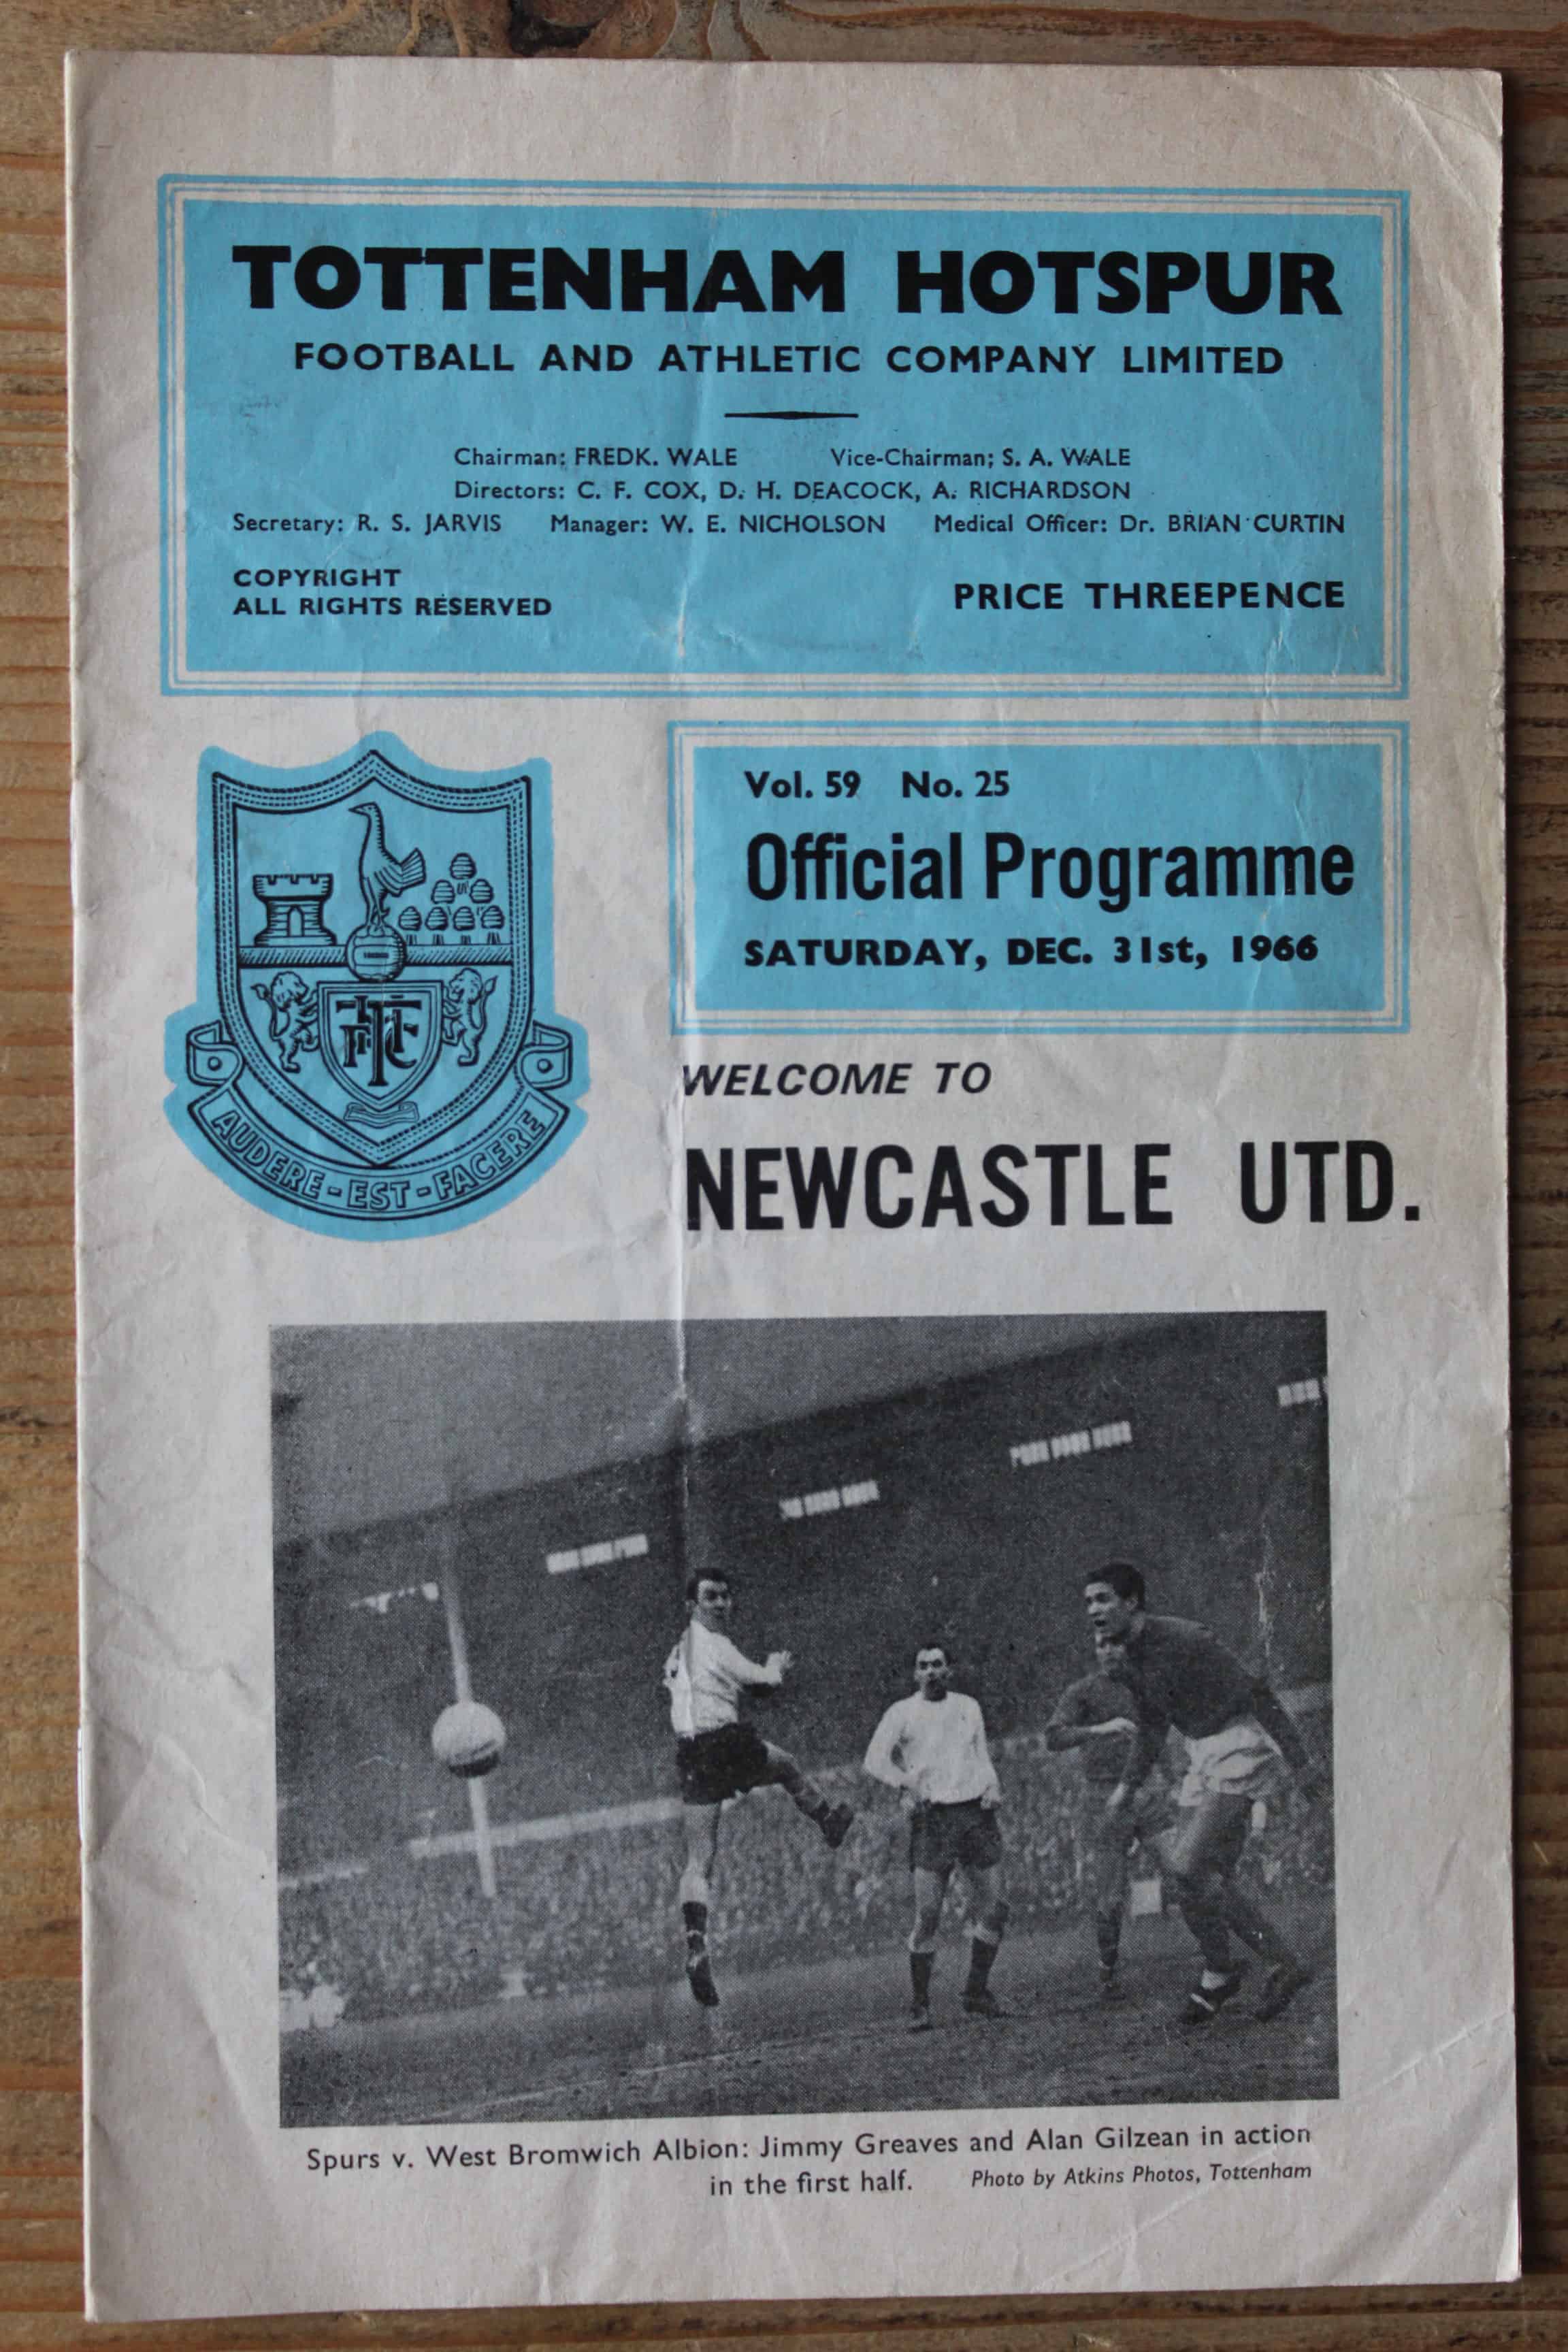 TOTTENHAM HOTSPUR
FOOTBALL AND ATHLETIC COMPANY LIMITED
Chairman: FREDK. WALE Vice-Chairman: S. A. WALE
Directors: C. F. COX, D. H. DEACOCK, A. RICHARDSON
Secretary: R. S. JARVIS Manager: W. E. NICHOLSON Medical Officer: Dr. BRIAN CURTIN
COPYRIGHT
ALL RIGHTS RESERVED
PRICE THREEPENCE
Vol. 59 No. 25
Official Programme
SATURDAY, DEC. 31st, 1966
THFC
AUDERE-EST-FACERE
WELCOME TO
NEWCASTLE UTD.
Spurs v. West Bromwich Albion: Jimmy Greaves and Alan Gilzean in action
in the first half. Photo by Atkins Photos, Tottenham